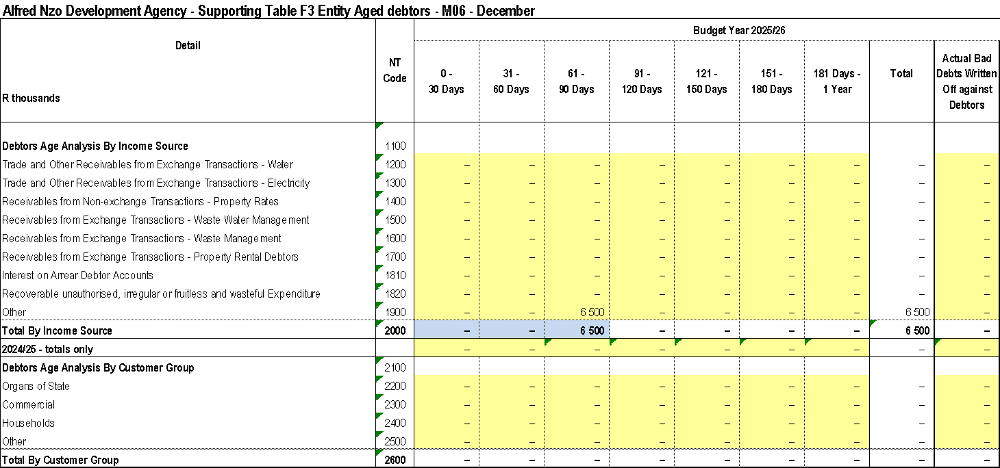 Alfred Nzo Development Agency - Supporting Table F3 Entity Aged debtors - M06 - December
Budget Year 2025/26
Detail
NT Code
0 - 30 Days
31 - 60 Days
61 - 90 Days
91 - 120 Days
121 - 150 Days
151 - 180 Days
181 Days - 1 Year
Total
Actual Bad Debts Written Off against Debtors
R thousands
Debtors Age Analysis By Income Source 1100
Trade and Other Receivables from Exchange Transactions - Water 1200 – – – – – – – – –
Trade and Other Receivables from Exchange Transactions - Electricity 1300 – – – – – – – – –
Receivables from Non-exchange Transactions - Property Rates 1400 – – – – – – – – –
Receivables from Exchange Transactions - Waste Water Management 1500 – – – – – – – – –
Receivables from Exchange Transactions - Waste Management 1600 – – – – – – – – –
Receivables from Exchange Transactions - Property Rental Debtors 1700 – – – – – – – – –
Interest on Arrear Debtor Accounts 1810 – – – – – – – – –
Recoverable unauthorised, irregular or fruitless and wasteful Expenditure 1820 – – – – – – – – –
Other 1900 – – 6 500 – – – – 6 500 –
Total By Income Source 2000 – – 6 500 – – – – 6 500 –
2024/25 - totals only – – – – – – – – –
Debtors Age Analysis By Customer Group 2100
Organs of State 2200 – – – – – – – – –
Commercial 2300 – – – – – – – – –
Households 2400 – – – – – – – – –
Other 2500 – – – – – – – – –
Total By Customer Group 2600 – – – – – – – – –